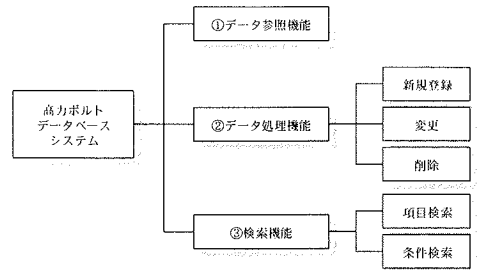 ①データ参照機能
高力ボルト
データベース
システム
②データ処理機能
新規登録
変更
削除
③検索機能
項目検索
条件検索